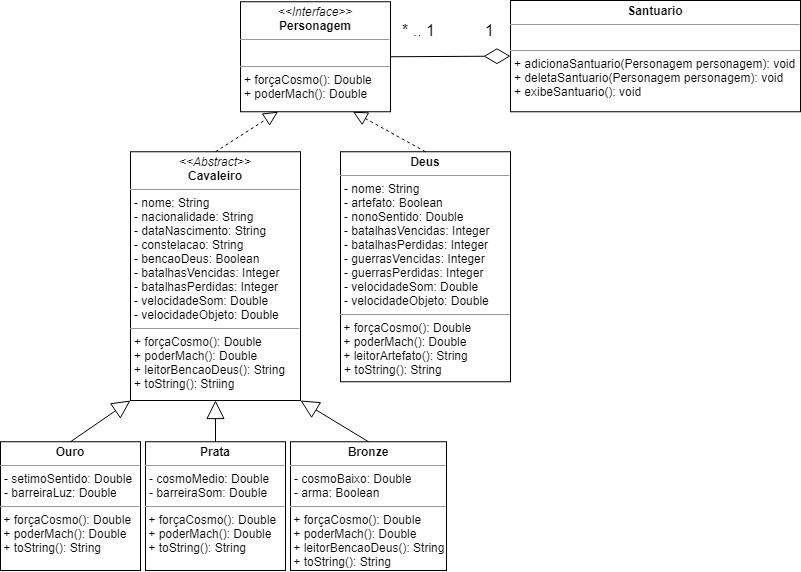 <<Interface>>
Personagem
+ forçaCosmo(): Double
+ poderMach(): Double
* .. 1
1
Santuario
+ adicionaSantuario(Personagem personagem): void
+ deletaSantuario(Personagem personagem): void
+ exibeSantuario(): void
<<Abstract>>
Cavaleiro
- nome: String
- nacionalidade: String
- dataNascimento: String
- constelacao: String
- bencaoDeus: Boolean
- batalhasVencidas: Integer
- batalhasPerdidas: Integer
- velocidadeSom: Double
- velocidadeObjeto: Double
+ forçaCosmo(): Double
+ poderMach(): Double
+ leitorBencaoDeus(): String
+ toString(): Striing
Deus
- nome: String
- artefato: Boolean
- nonoSentido: Double
- batalhasVencidas: Integer
- batalhasPerdidas: Integer
- guerrasVencidas: Integer
- guerrasPerdidas: Integer
- velocidadeSom: Double
- velocidadeObjeto: Double
+ forçaCosmo(): Double
+ poderMach(): Double
+ leitorArtefato(): String
+ toString(): String
Ouro
- setimoSentido: Double
- barreiraLuz: Double
+ forçaCosmo(): Double
+ poderMach(): Double
+ toString(): String
Prata
- cosmoMedio: Double
- barreiraSom: Double
+ forçaCosmo(): Double
+ poderMach(): Double
+ toString(): String
Bronze
- cosmoBaixo: Double
- arma: Boolean
+ forçaCosmo(): Double
+ poderMach(): Double
+ leitorBencaoDeus(): String
+ toString(): String